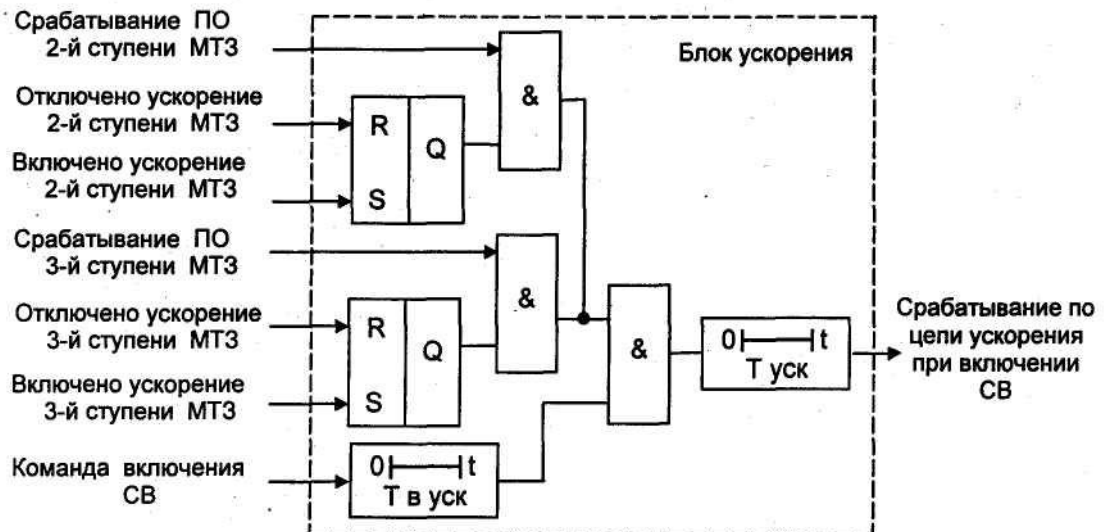 Срабатывание ПО
2-й ступени МТЗ
Отключено ускорение
2-й ступени МТЗ
Включено ускорение
2-й ступени МТЗ
Срабатывание ПО
3-й ступени МТЗ
Отключено ускорение
3-й ступени МТЗ
Включено ускорение
3-й ступени МТЗ
Команда включения
СВ
Блок ускорения
&
R
Q
S
&
R
Q
S
&
0 t
Т в уск
0 t
Т уск
Срабатывание по
цепи ускорения
при включении
СВ